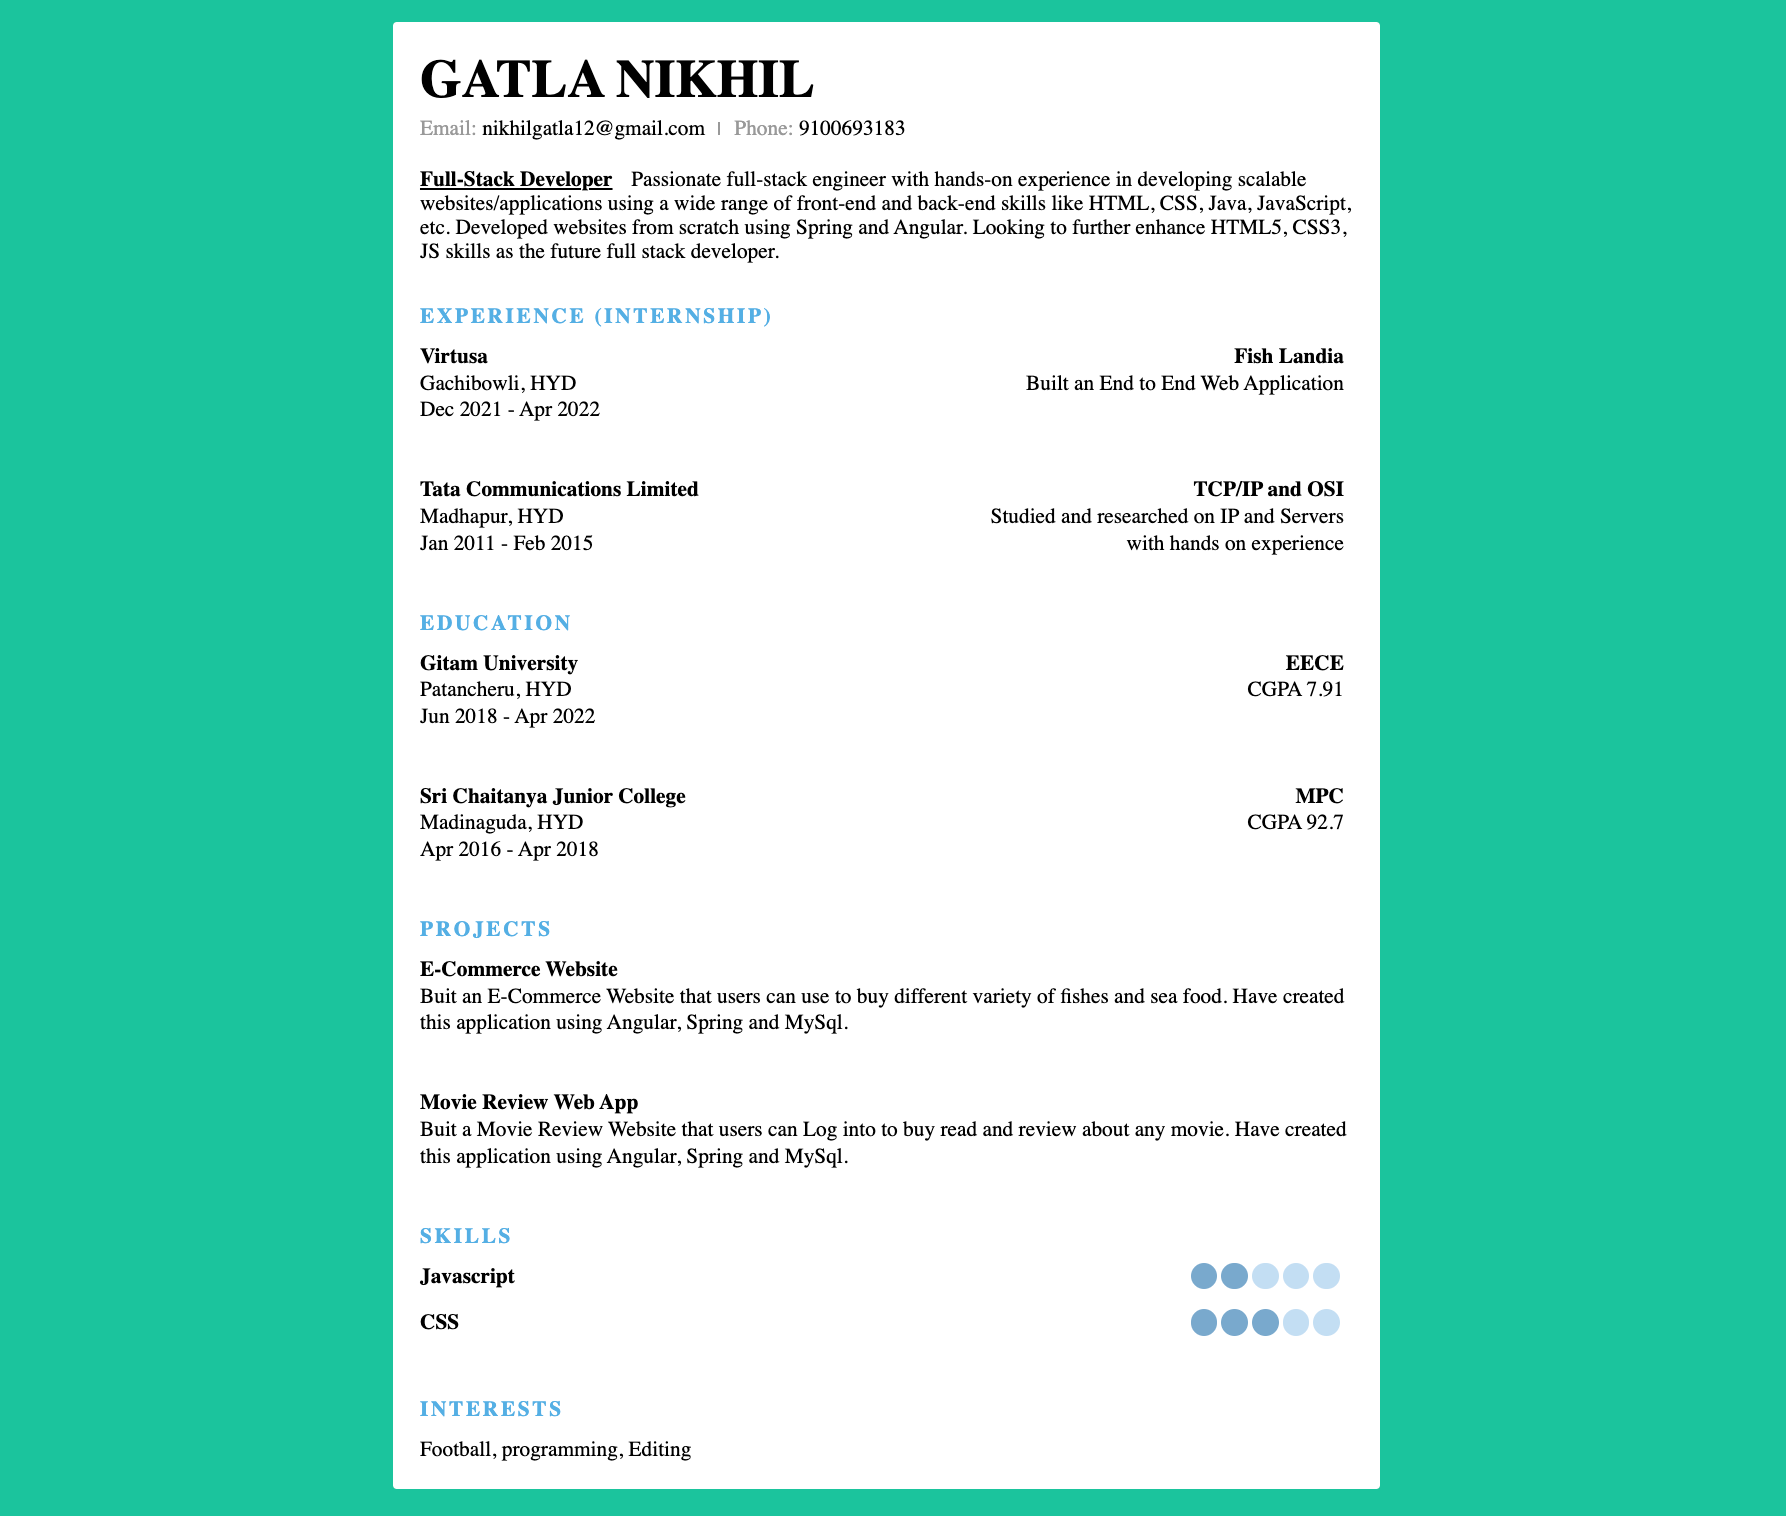 GATLA NIKHIL
Email: nikhilgatla12@gmail.com | Phone: 9100693183
Full-Stack Developer Passionate full-stack engineer with hands-on experience in developing scalable
websites/applications using a wide range of front-end and back-end skills like HTML, CSS, Java, JavaScript,
etc. Developed websites from scratch using Spring and Angular. Looking to further enhance HTML5, CSS3,
JS skills as the future full stack developer.
EXPERIENCE (INTERNSHIP)
Virtusa Fish Landia
Gachibowli, HYD Built an End to End Web Application
Dec 2021 - Apr 2022
Tata Communications Limited TCP/IP and OSI
Madhapur, HYD Studied and researched on IP and Servers
Jan 2011 - Feb 2015 with hands on experience
EDUCATION
Gitam University EECE
Patancheru, HYD CGPA 7.91
Jun 2018 - Apr 2022
Sri Chaitanya Junior College MPC
Madinaguda, HYD CGPA 92.7
Apr 2016 - Apr 2018
PROJECTS
E-Commerce Website
Buit an E-Commerce Website that users can use to buy different variety of fishes and sea food. Have created
this application using Angular, Spring and MySql.
Movie Review Web App
Buit a Movie Review Website that users can Log into to buy read and review about any movie. Have created
this application using Angular, Spring and MySql.
SKILLS
Javascript
CSS
INTERESTS
Football, programming, Editing